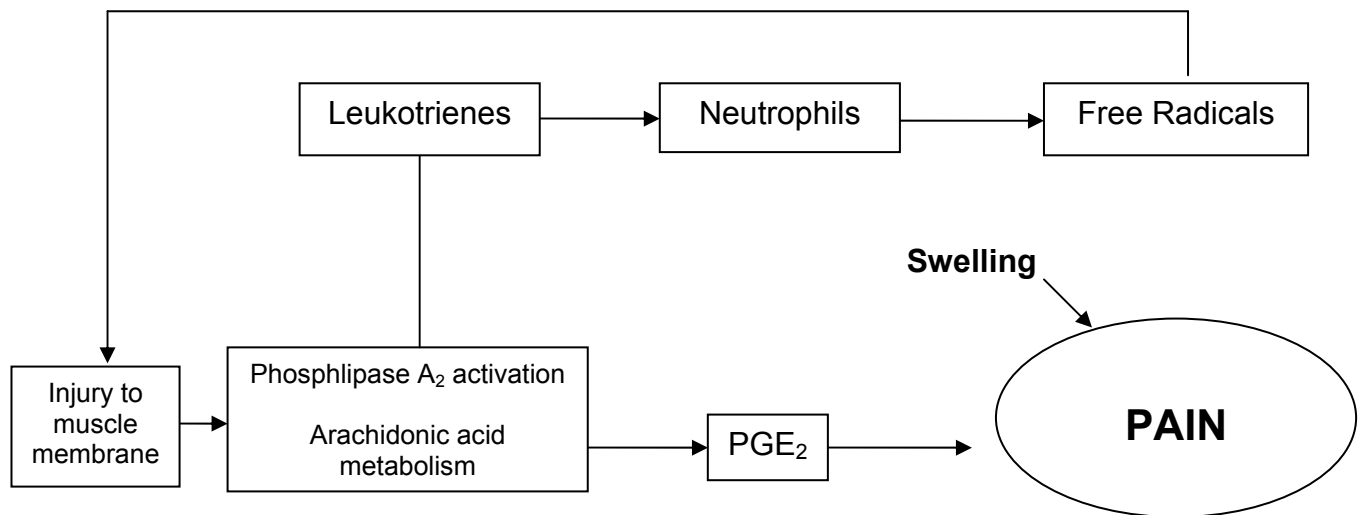 Leukotrienes
Neutrophils
Free Radicals
Swelling
Injury to
muscle
membrane
Phosphlipase A₂ activation
Arachidonic acid
metabolism
PGE₂
PAIN